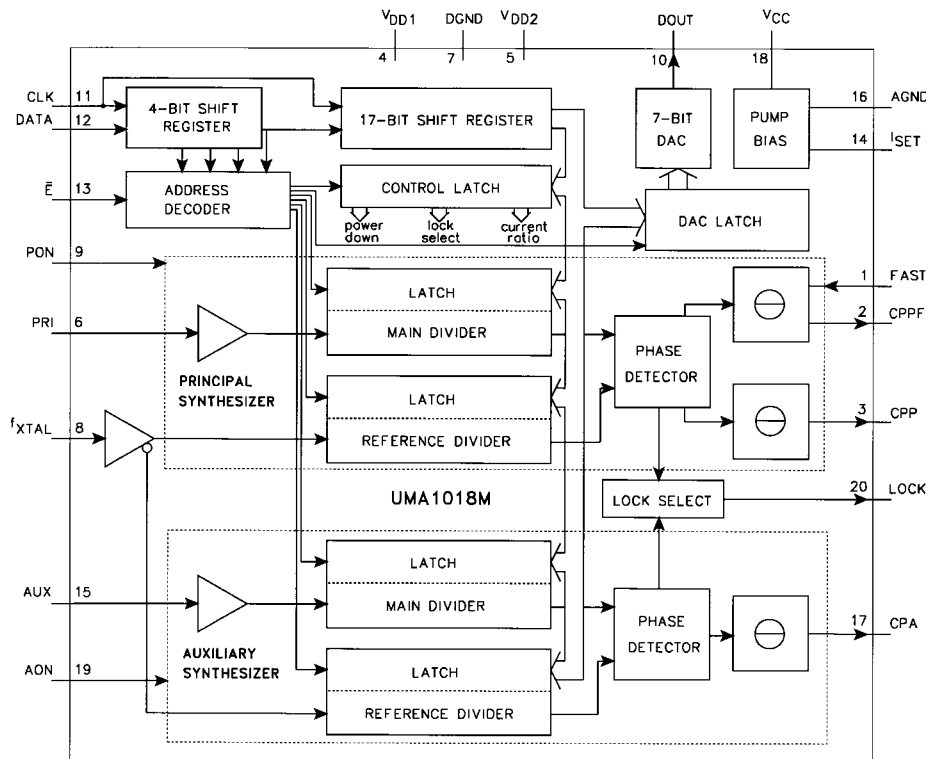 VDD1 DGND VDD2 DOUT VCC
4 7 5 10 18
CLK 11
DATA 12
4-BIT SHIFT
REGISTER
17-BIT SHIFT REGISTER
7-BIT
DAC
PUMP
BIAS
16 AGND
14 ISET
Ē 13
ADDRESS
DECODER
CONTROL LATCH
power
down
lock
select
current
ratio
DAC LATCH
PON 9
LATCH
MAIN DIVIDER
1 FAST
2 CPPF
PRI 6
PRINCIPAL
SYNTHESIZER
PHASE
DETECTOR
LATCH
REFERENCE DIVIDER
3 CPP
fXTAL 8
UMA1018M
LOCK SELECT
20 LOCK
LATCH
MAIN DIVIDER
AUX 15
AUXILIARY
SYNTHESIZER
PHASE
DETECTOR
17 CPA
AON 19
LATCH
REFERENCE DIVIDER